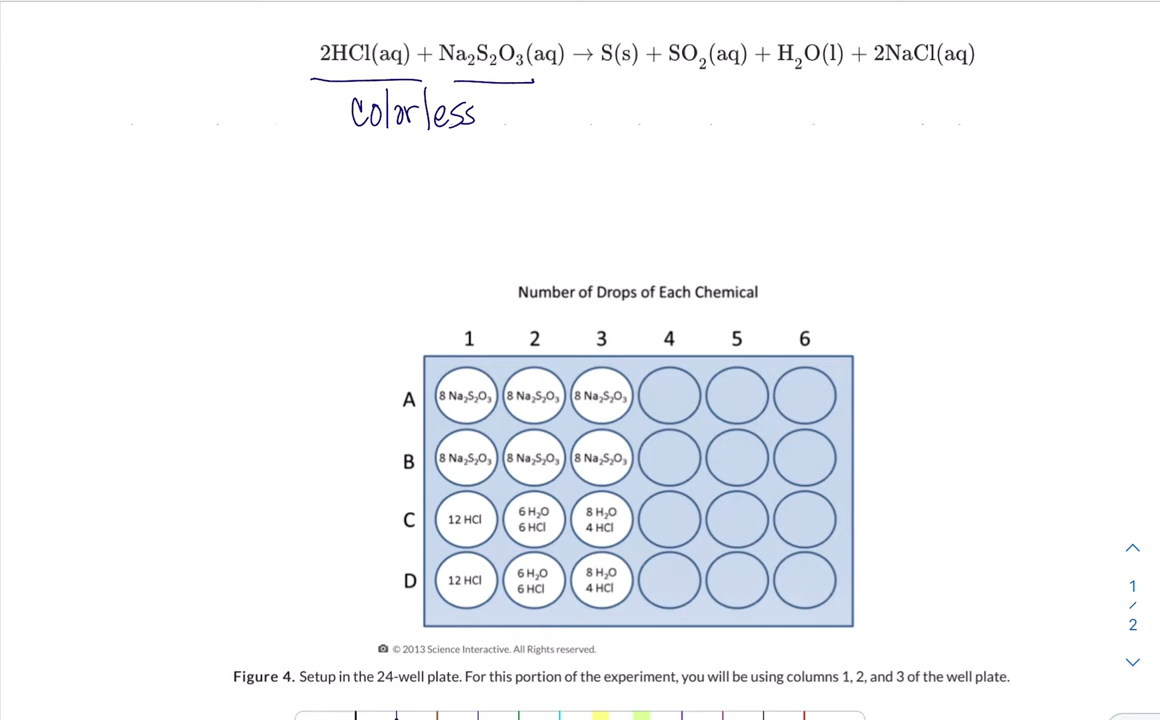 2HCl(aq) + Na₂S₂O₃(aq) → S(s) + SO₂(aq) + H₂O(l) + 2NaCl(aq)
Colorless
Number of Drops of Each Chemical
1 2 3 4 5 6
A 8 Na₂S₂O₃ 8 Na₂S₂O₃ 8 Na₂S₂O₃
B 8 Na₂S₂O₃ 8 Na₂S₂O₃ 8 Na₂S₂O₃
C 12 HCl 6 H₂O 6 HCl 8 H₂O 4 HCl
D 12 HCl 6 H₂O 6 HCl 8 H₂O 4 HCl
© 2013 Science Interactive. All Rights reserved.
Figure 4. Setup in the 24-well plate. For this portion of the experiment, you will be using columns 1, 2, and 3 of the well plate.
1
/
2